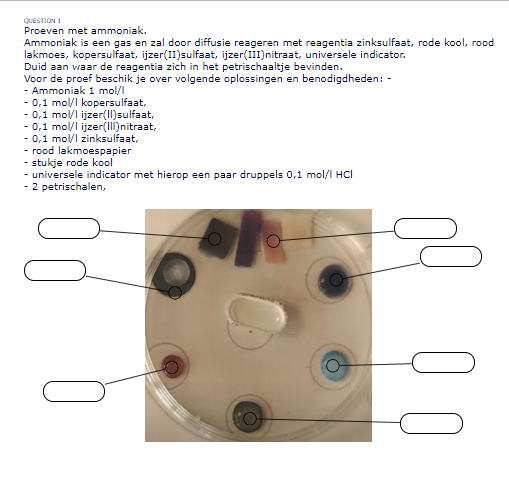 QUESTION 1
Proeven met ammoniak.
Ammoniak is een gas en zal door diffusie reageren met reagentia zinksulfaat, rode kool, rood
lakmoes, kopersulfaat, ijzer(II)sulfaat, ijzer(III)nitraat, universele indicator.
Duid aan waar de reagentia zich in het petrischaaltje bevinden.
Voor de proef beschik je over volgende oplossingen en benodigdheden: -
- Ammoniak 1 mol/l
- 0,1 mol/l kopersulfaat,
- 0,1 mol/l ijzer(ll)sulfaat,
- 0,1 mol/l ijzer(lll)nitraat,
- 0,1 mol/l zinksulfaat,
- rood lakmoespapier
- stukje rode kool
- universele indicator met hierop een paar druppels 0,1 mol/l HCl
- 2 petrischalen,